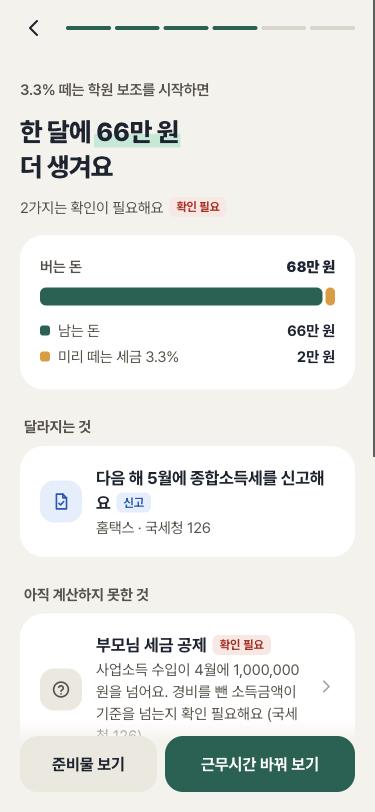 3.3% 떼는 학원 보조를 시작하면
한 달에 66만 원
더 생겨요
2가지는 확인이 필요해요 확인 필요
버는 돈 68만 원
남는 돈 66만 원
미리 떼는 세금 3.3% 2만 원
달라지는 것
다음 해 5월에 종합소득세를 신고해
요 신고
홈택스 · 국세청 126
아직 계산하지 못한 것
부모님 세금 공제 확인 필요
사업소득 수입이 4월에 1,000,000
원을 넘어요. 경비를 뺀 소득금액이
기준을 넘는지 확인 필요해요 (국세
청 126)
준비물 보기 근무시간 바꿔 보기